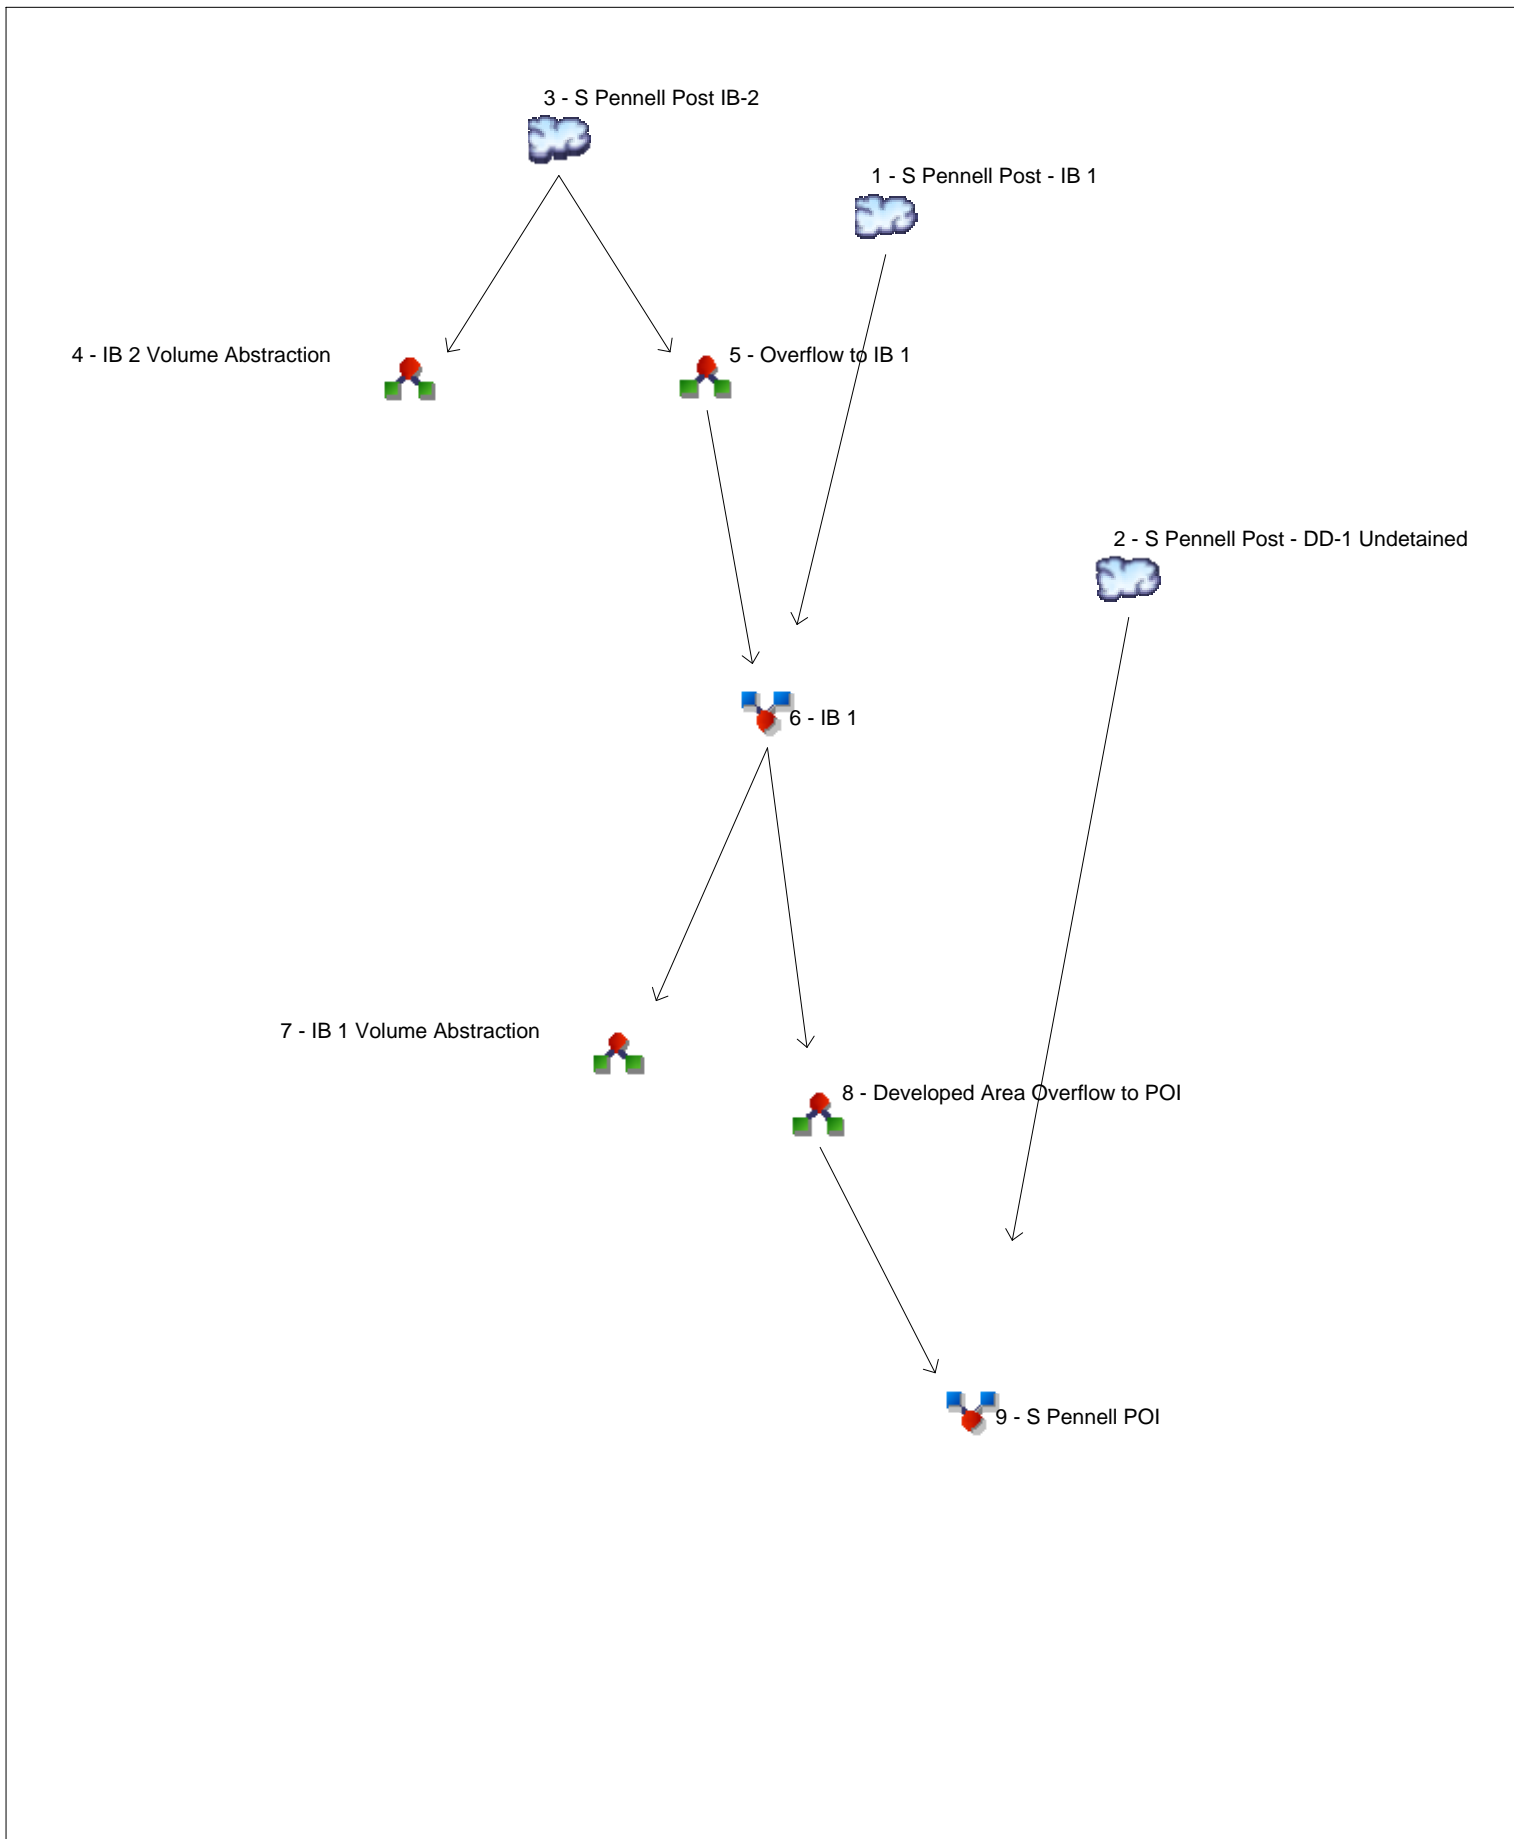 3 - S Pennell Post IB-2
1 - S Pennell Post - IB 1
4 - IB 2 Volume Abstraction
5 - Overflow to IB 1
2 - S Pennell Post - DD-1 Undetained
6 - IB 1
7 - IB 1 Volume Abstraction
8 - Developed Area Overflow to POI
9 - S Pennell POI